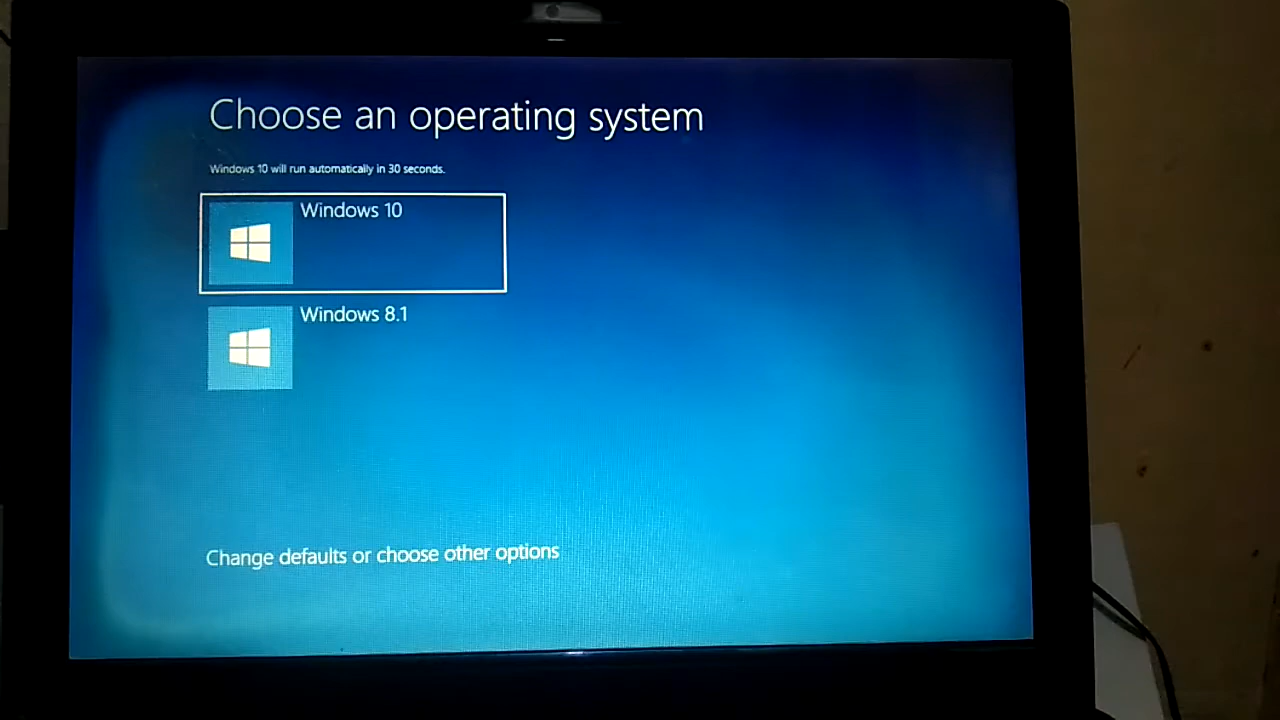 Choose an operating system
Windows 10 will run automatically in 30 seconds.
Windows 10
Windows 8.1
Change defaults or choose other options